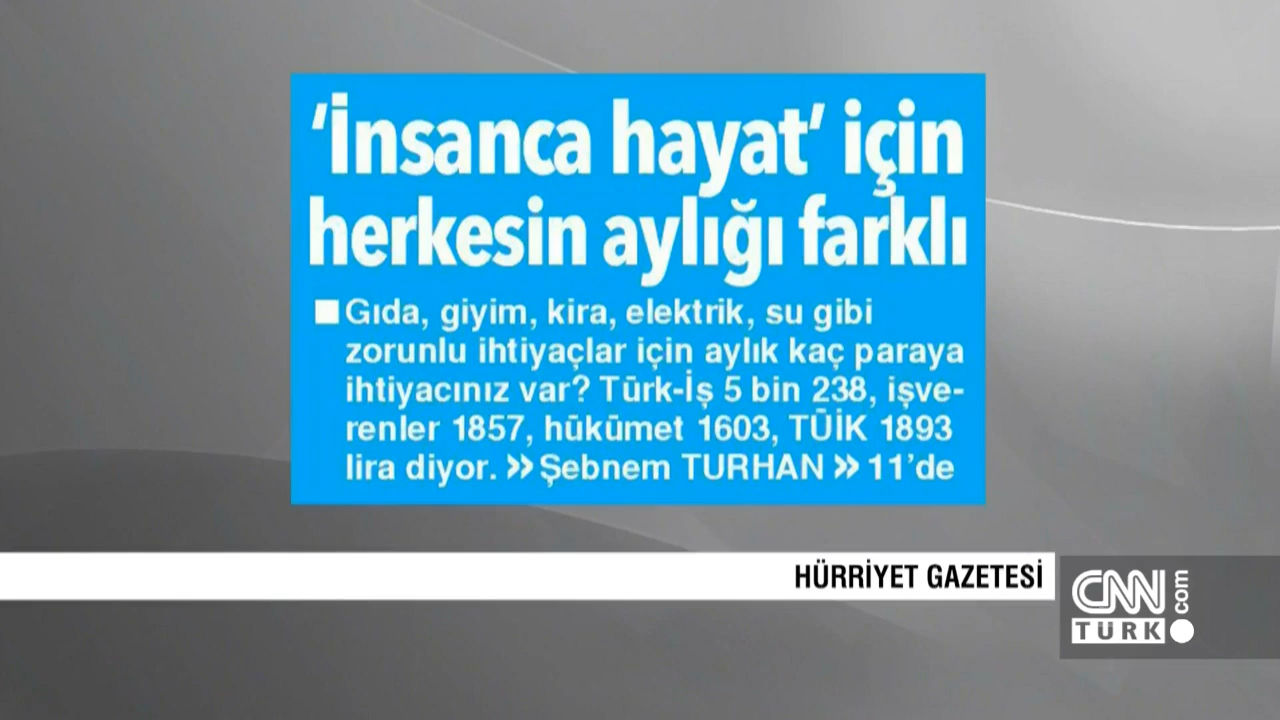 ‘İnsanca hayat’ için
herkesin aylığı farklı
Gıda, giyim, kira, elektrik, su gibi
zorunlu ihtiyaçlar için aylık kaç paraya
ihtiyacınız var? Türk-İş 5 bin 238, işve-
renler 1857, hükümet 1603, TÜİK 1893
lira diyor. » Şebnem TURHAN » 11’de
HÜRRİYET GAZETESİ
CNN
TÜRK
.com